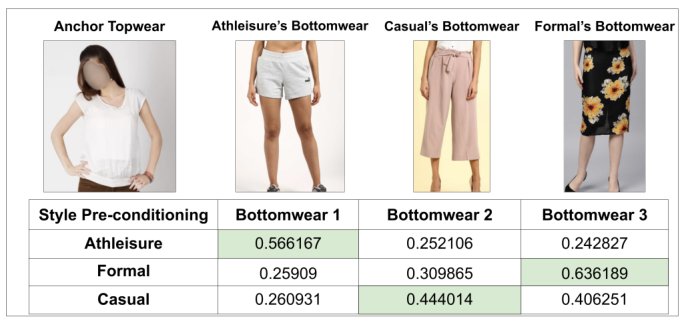 Anchor Topwear Athleisure's Bottomwear Casual's Bottomwear Formal's Bottomwear
Style Pre-conditioning Bottomwear 1 Bottomwear 2 Bottomwear 3
Athleisure 0.566167 0.252106 0.242827
Formal 0.25909 0.309865 0.636189
Casual 0.260931 0.444014 0.406251